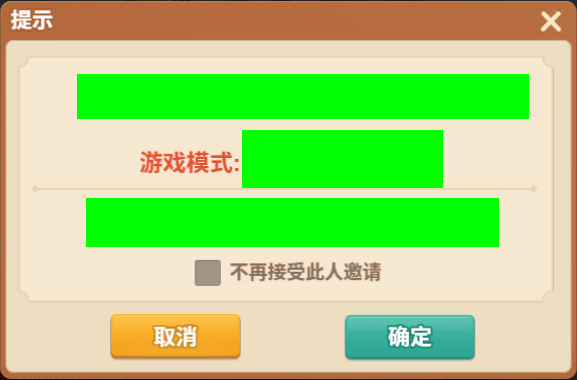 提示
游戏模式:
不再接受此人邀请
取消
确定